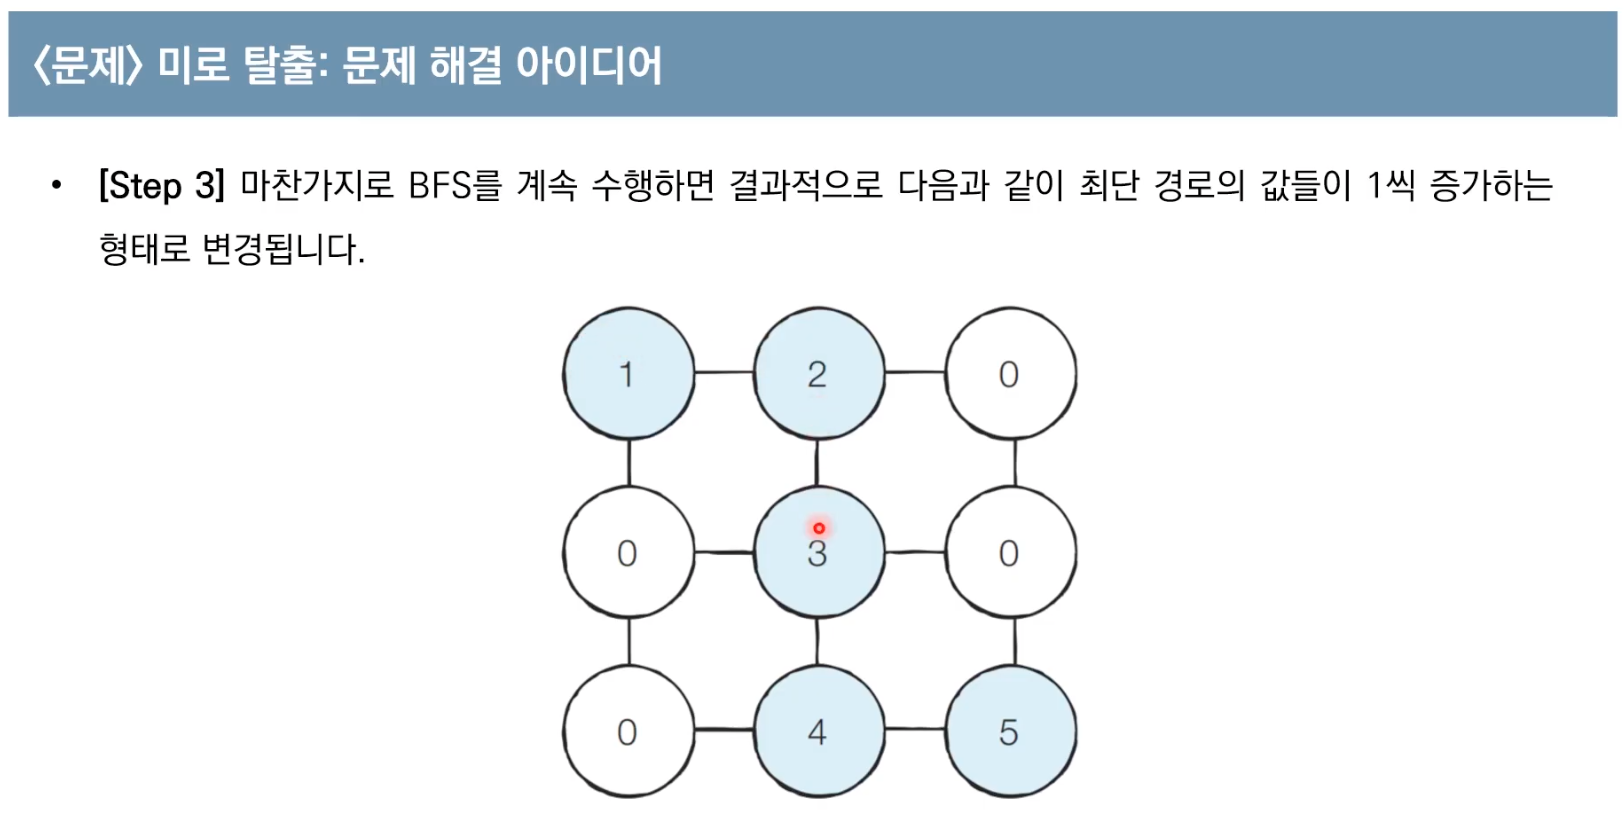 <문제> 미로 탈출: 문제 해결 아이디어
• [Step 3] 마찬가지로 BFS를 계속 수행하면 결과적으로 다음과 같이 최단 경로의 값들이 1씩 증가하는
형태로 변경됩니다.
1 2 0
0 3 0
0 4 5